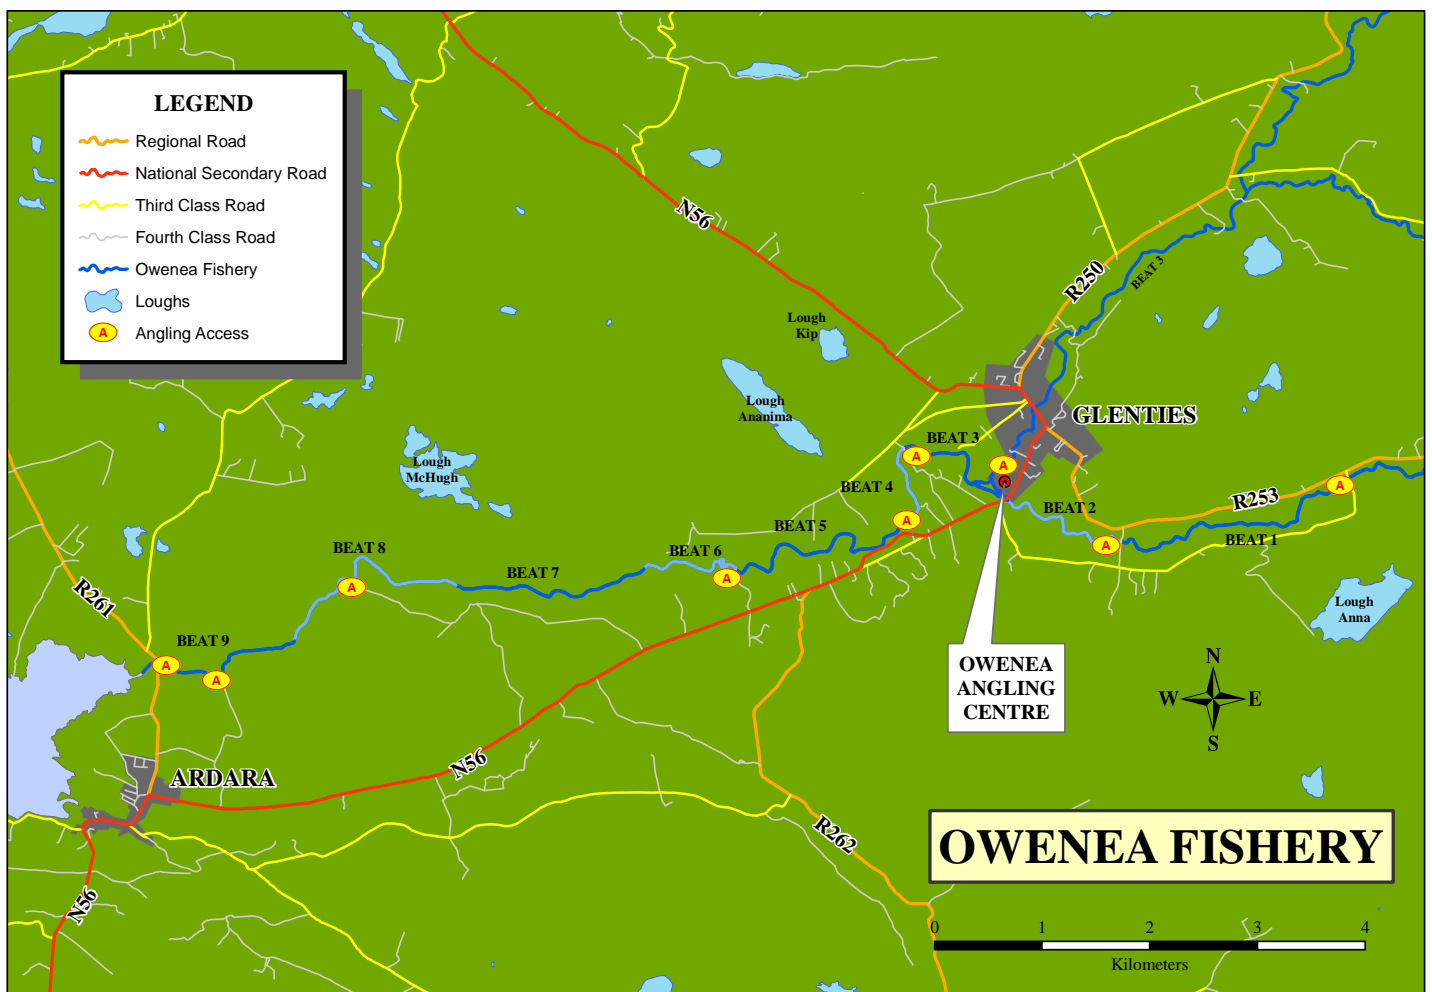 LEGEND
Regional Road
National Secondary Road
Third Class Road
Fourth Class Road
Owenea Fishery
Loughs
A Angling Access
N56
R250
BEAT 3
Lough
Kip
Lough
Ananima
GLENTIES
BEAT 3
A
A
Lough
McHugh
BEAT 4
A
R253
BEAT 2
A
BEAT 1
A
BEAT 5
BEAT 6
A
BEAT 7
BEAT 8
A
R261
BEAT 9
A
A
Lough
Anna
OWENEA
ANGLING
CENTRE
N
W E
S
N56
ARDARA
R262
N56
OWENEA FISHERY
0 1 2 3 4
Kilometers